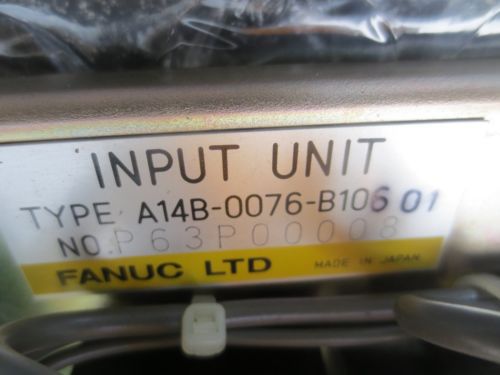 INPUT UNIT
TYPE A14B-0076-B106 01
NO.P63P00008
FANUC LTD MADE IN JAPAN